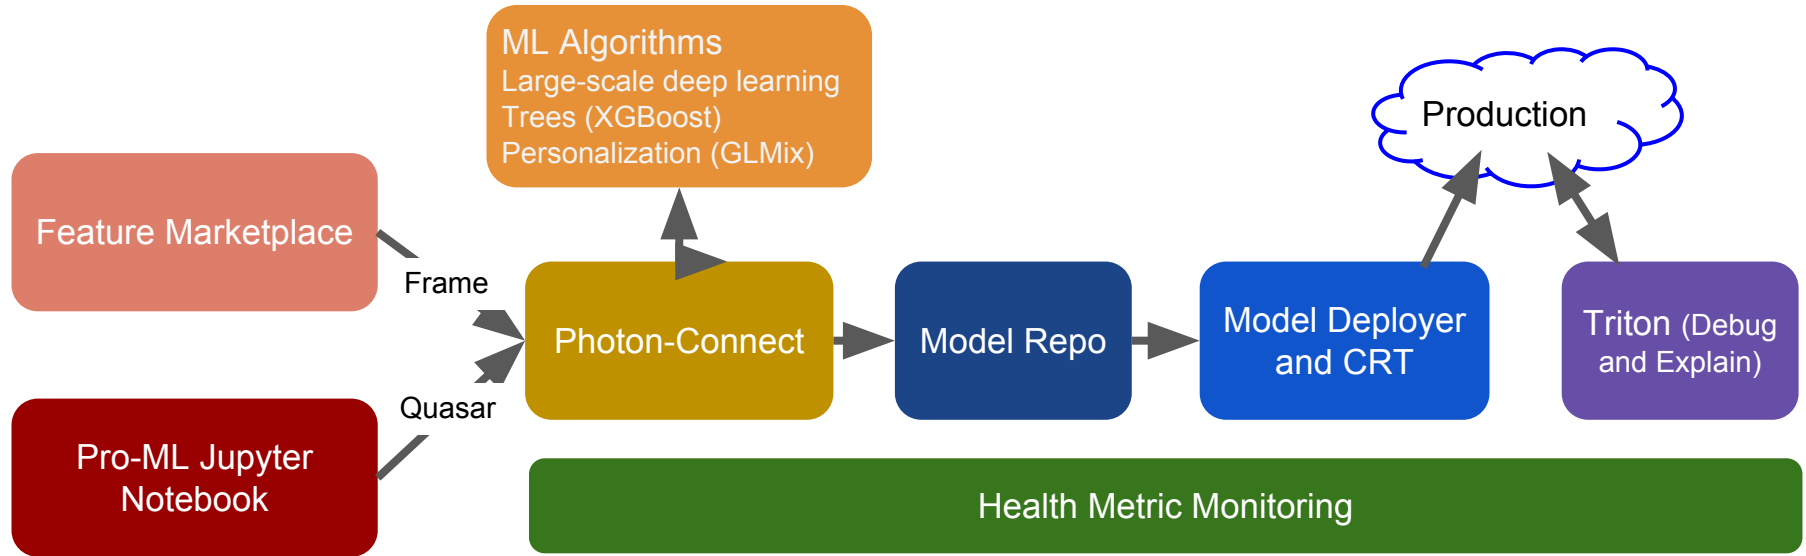 ML Algorithms
Large-scale deep learning
Trees (XGBoost)
Personalization (GLMix)
Production
Feature Marketplace
Frame
Photon-Connect
Model Repo
Model Deployer
and CRT
Triton (Debug
and Explain)
Quasar
Pro-ML Jupyter
Notebook
Health Metric Monitoring